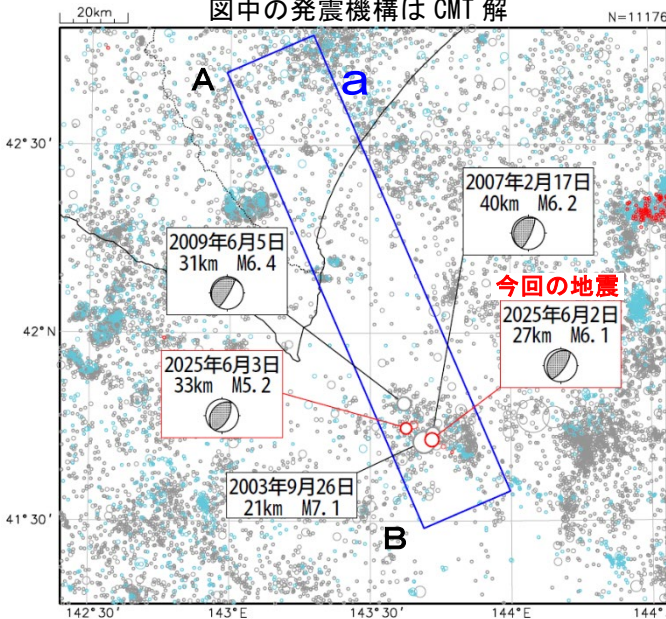 図中の発震機構は CMT 解
20km
N=11176
A
a
42°30′
2007年2月17日
40km M6.2
2009年6月5日
31km M6.4
今回の地震
2025年6月2日
27km M6.1
42°N
2025年6月3日
33km M5.2
2003年9月26日
21km M7.1
41°30′
B
142°30′
143°E
143°30′
144°E
144°